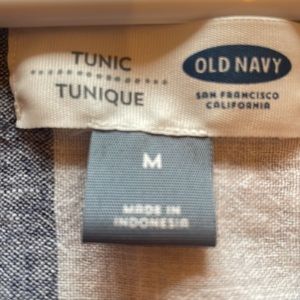 TUNIC
TUNIQUE
OLD NAVY
SAN FRANCISCO
CALIFORNIA
M
MADE IN
INDONESIA